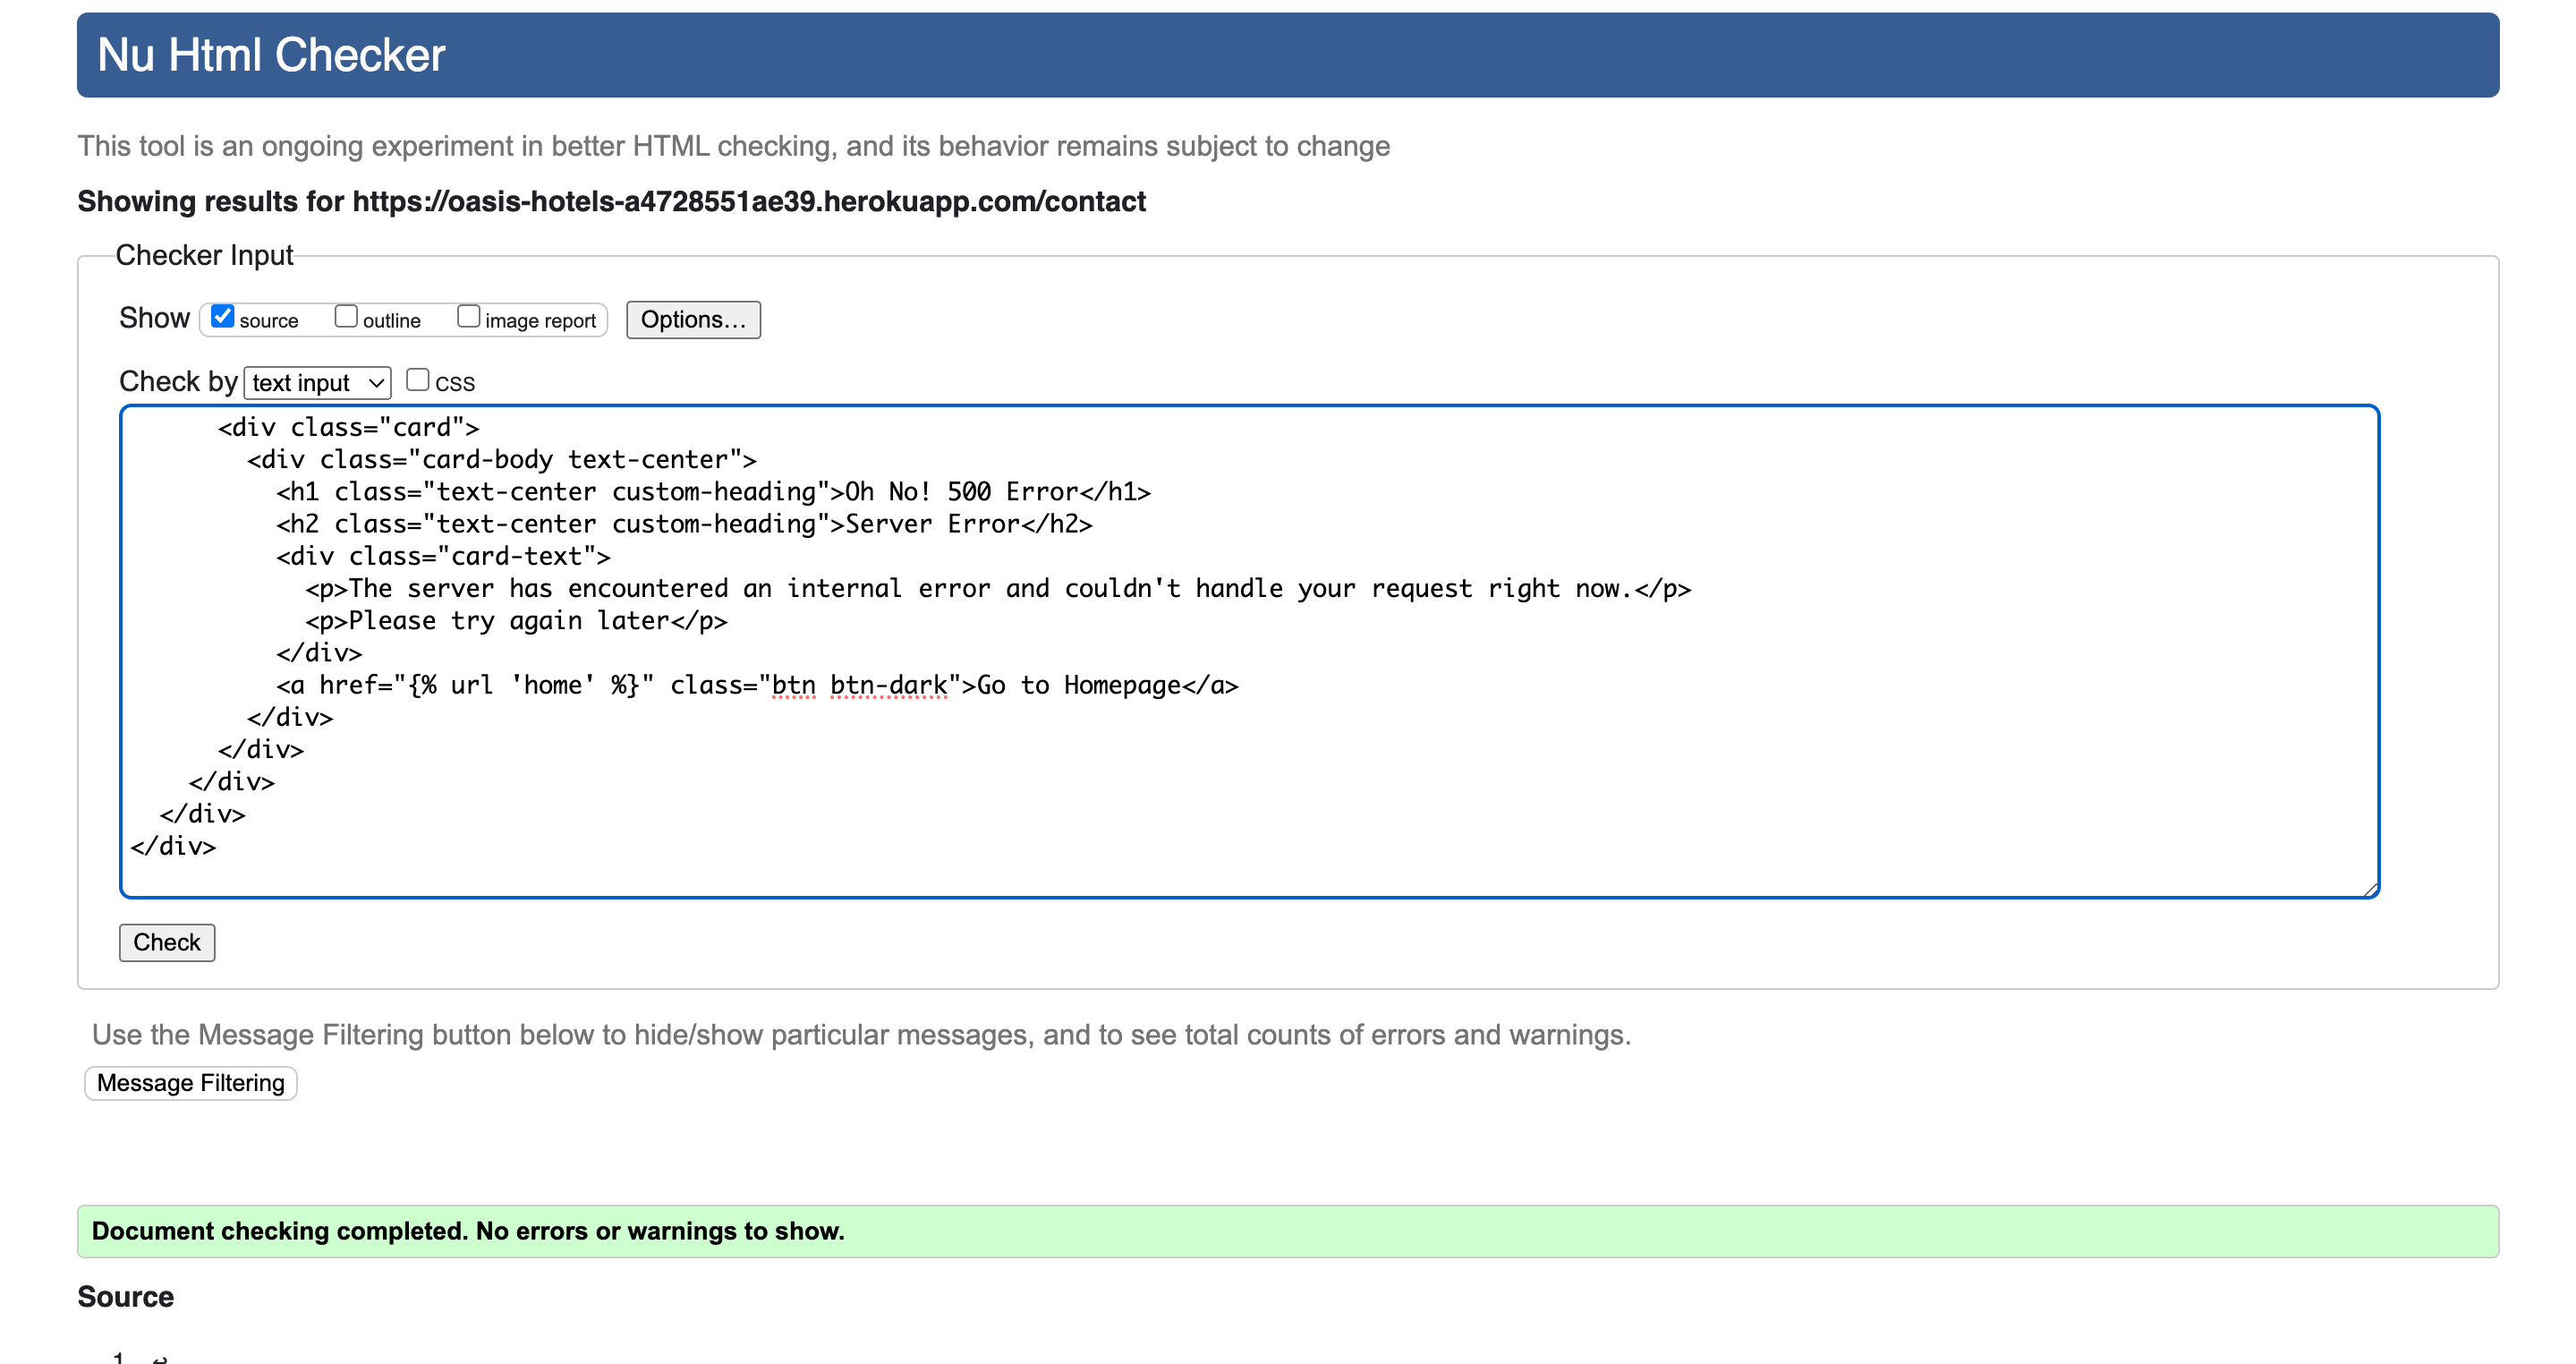 Nu Html Checker
This tool is an ongoing experiment in better HTML checking, and its behavior remains subject to change
Showing results for https://oasis-hotels-a4728551ae39.herokuapp.com/contact
Checker Input
Show source outline image report Options...
Check by text input CSS
<div class="card">
<div class="card-body text-center">
<h1 class="text-center custom-heading">Oh No! 500 Error</h1>
<h2 class="text-center custom-heading">Server Error</h2>
<div class="card-text">
<p>The server has encountered an internal error and couldn't handle your request right now.</p>
<p>Please try again later</p>
</div>
<a href="{% url 'home' %}" class="btn btn-dark">Go to Homepage</a>
</div>
</div>
</div>
</div>
</div>
Check
Use the Message Filtering button below to hide/show particular messages, and to see total counts of errors and warnings.
Message Filtering
Document checking completed. No errors or warnings to show.
Source
1. ↩